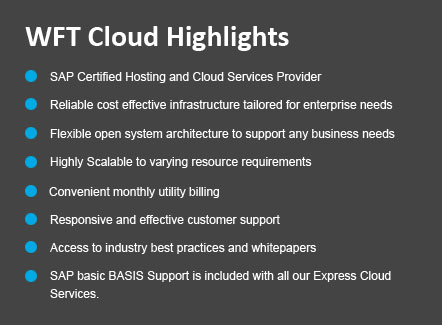 WFT Cloud Highlights
SAP Certified Hosting and Cloud Services Provider
Reliable cost effective infrastructure tailored for enterprise needs
Flexible open system architecture to support any business needs
Highly Scalable to varying resource requirements
Convenient monthly utility billing
Responsive and effective customer support
Access to industry best practices and whitepapers
SAP basic BASIS Support is included with all our Express Cloud
Services.